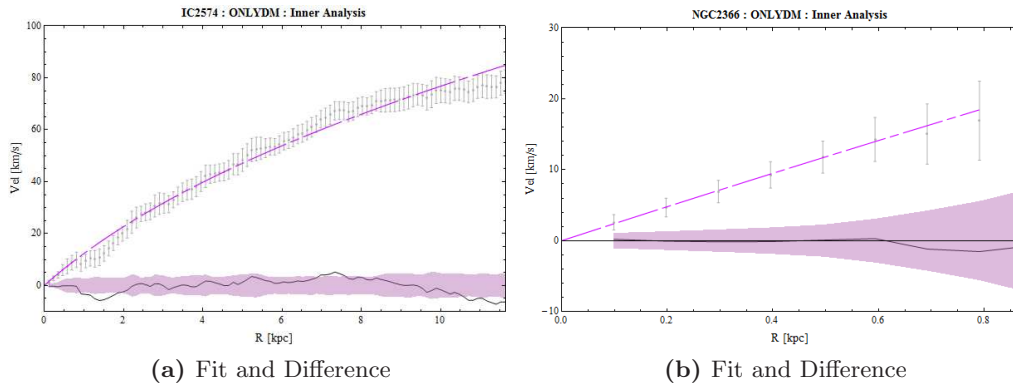 IC2574 : ONLYDM : Inner Analysis
100
80
60
40
20
0
0
2
4
6
8
10
Vel [km/s]
R [kpc]
(a) Fit and Difference
NGC2366 : ONLYDM : Inner Analysis
30
20
10
0
−10
0.0
0.2
0.4
0.6
0.8
Vel [km/s]
R [kpc]
(b) Fit and Difference